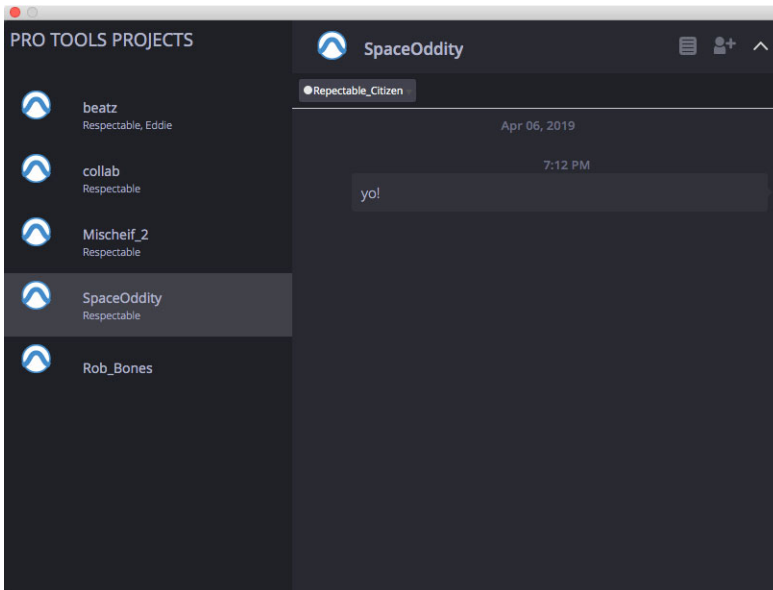 PRO TOOLS PROJECTS
beatz
Respectable, Eddie
collab
Respectable
Mischeif_2
Respectable
SpaceOddity
Respectable
Rob_Bones
SpaceOddity
Repectable_Citizen
Apr 06, 2019
7:12 PM
yo!